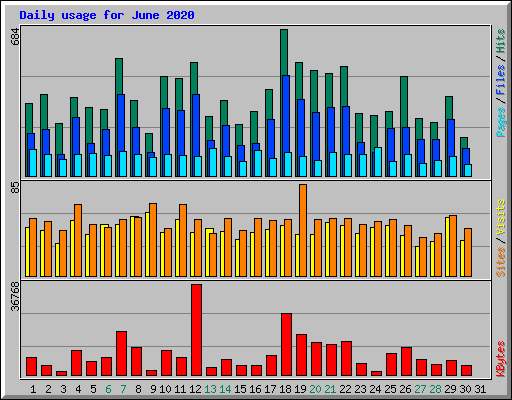 Daily usage for June 2020
684
Pages / Files / Hits
85
Sites / Visits
36768
KBytes
1 2 3 4 5 6 7 8 9 10 11 12 13 14 15 16 17 18 19 20 21 22 23 24 25 26 27 28 29 30 31